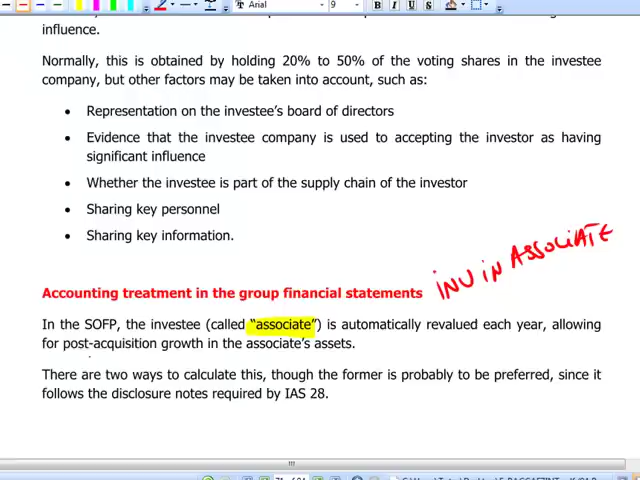 Arial
9
B I U S
influence.
Normally, this is obtained by holding 20% to 50% of the voting shares in the investee
company, but other factors may be taken into account, such as:
• Representation on the investee's board of directors
• Evidence that the investee company is used to accepting the investor as having
significant influence
• Whether the investee is part of the supply chain of the investor
• Sharing key personnel
• Sharing key information.
INV IN ASSOCIATE
Accounting treatment in the group financial statements
In the SOFP, the investee (called "associate") is automatically revalued each year, allowing
for post-acquisition growth in the associate's assets.
There are two ways to calculate this, though the former is probably to be preferred, since it
follows the disclosure notes required by IAS 28.